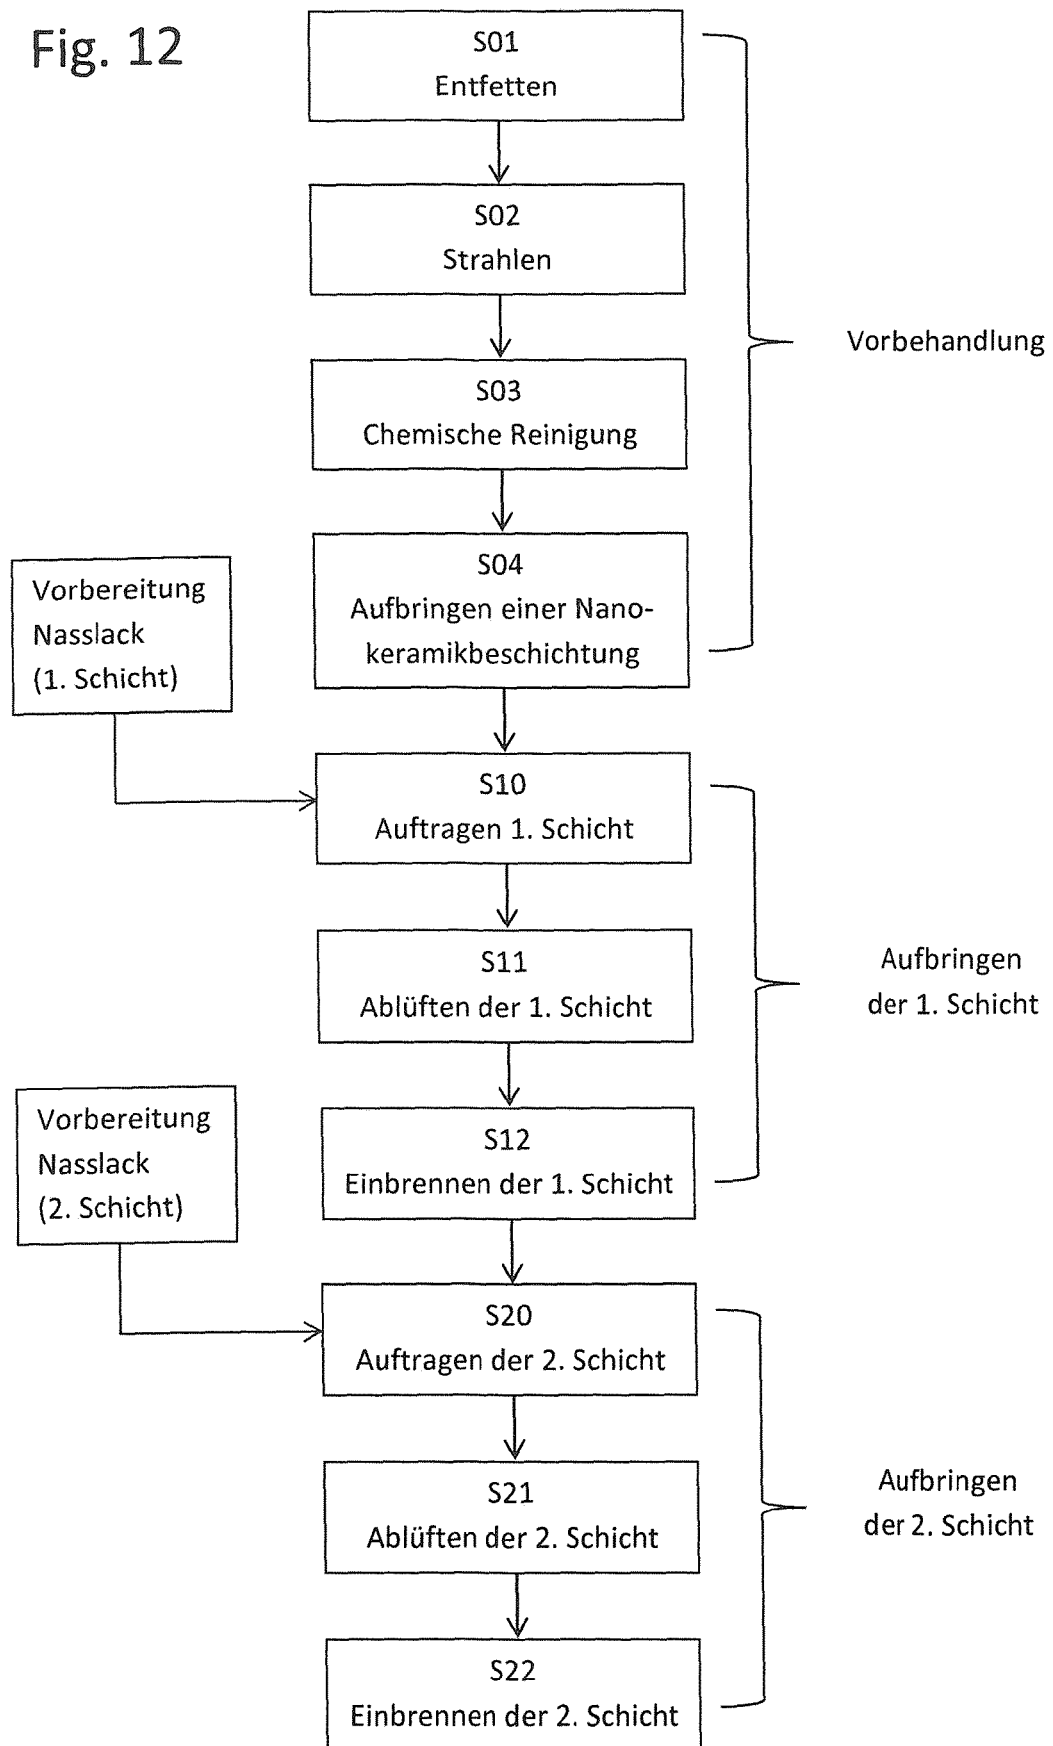 Fig. 12
S01
Entfetten
S02
Strahlen
S03
Chemische Reinigung
Vorbehandlung
S04
Aufbringen einer Nano-
keramikbeschichtung
Vorbereitung
Nasslack
(1. Schicht)
S10
Auftragen 1. Schicht
S11
Ablüften der 1. Schicht
Aufbringen
der 1. Schicht
S12
Einbrennen der 1. Schicht
Vorbereitung
Nasslack
(2. Schicht)
S20
Auftragen der 2. Schicht
S21
Ablüften der 2. Schicht
Aufbringen
der 2. Schicht
S22
Einbrennen der 2. Schicht